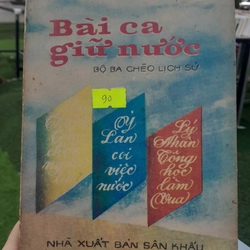 Bài ca
giữ nước
BỘ BA CHÈO LỊCH SỬ
90
Ỷ
Lan
coi
việc
nước
Lý
Nhân
Tông
học
làm
Vua
NHÀ XUẤT BẢN SÂN KHẤU